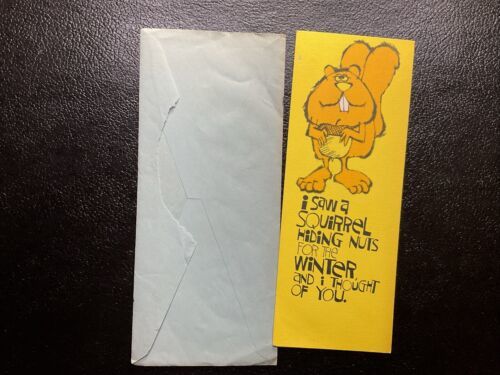 i SAW A
SQUIRREL
HIDING NUTS
FOR THE
WINTER
AND i THOUGHT
OF YOU.